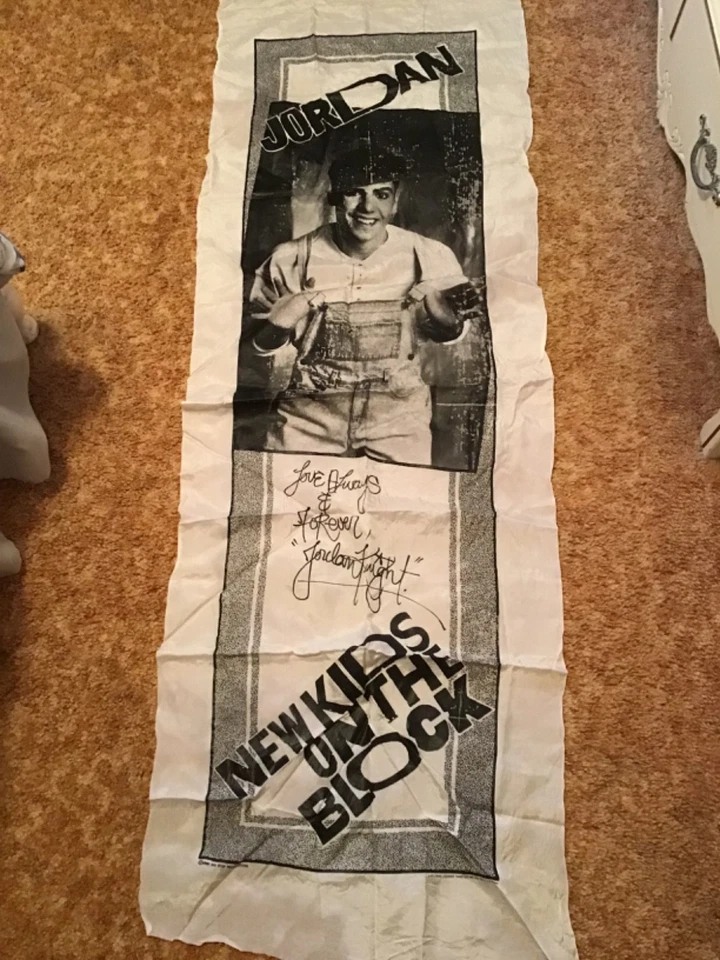 JORDAN
Love Always
&
Forever,
"Jordan Knight"
NEW KIDS
ON THE
BLOCK